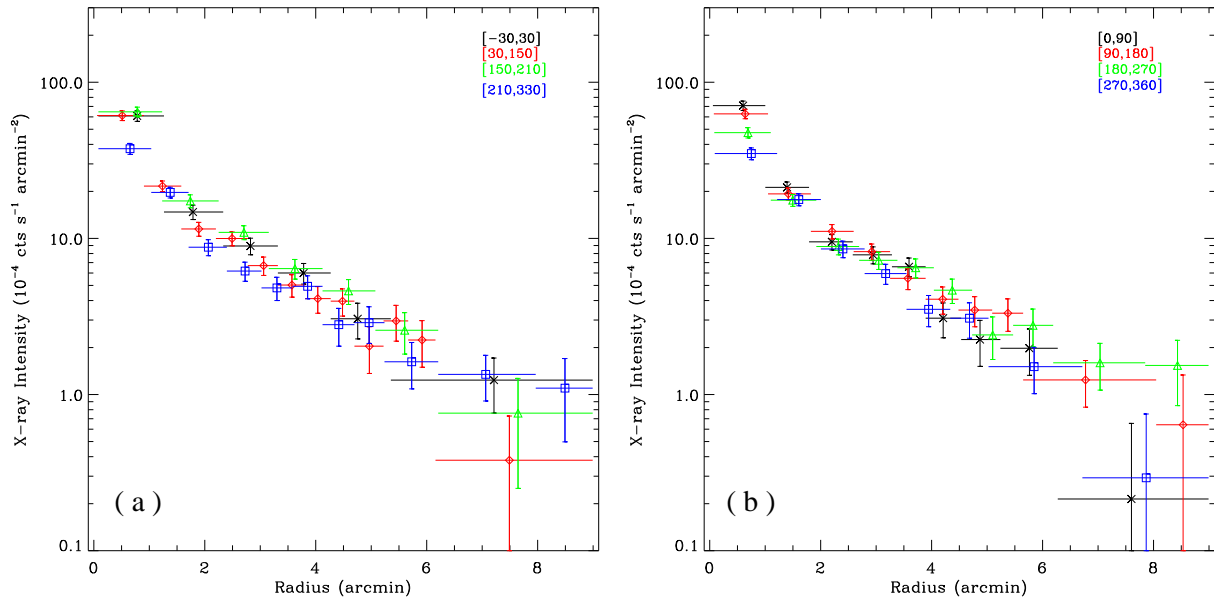 [−30,30]
[30,150]
[150,210]
[210,330]
100.0
10.0
1.0
0.1
X-ray Intensity (10⁻⁴ cts s⁻¹ arcmin⁻²)
( a )
0 2 4 6 8
Radius (arcmin)
[0,90]
[90,180]
[180,270]
[270,360]
100.0
10.0
1.0
0.1
X-ray Intensity (10⁻⁴ cts s⁻¹ arcmin⁻²)
( b )
0 2 4 6 8
Radius (arcmin)